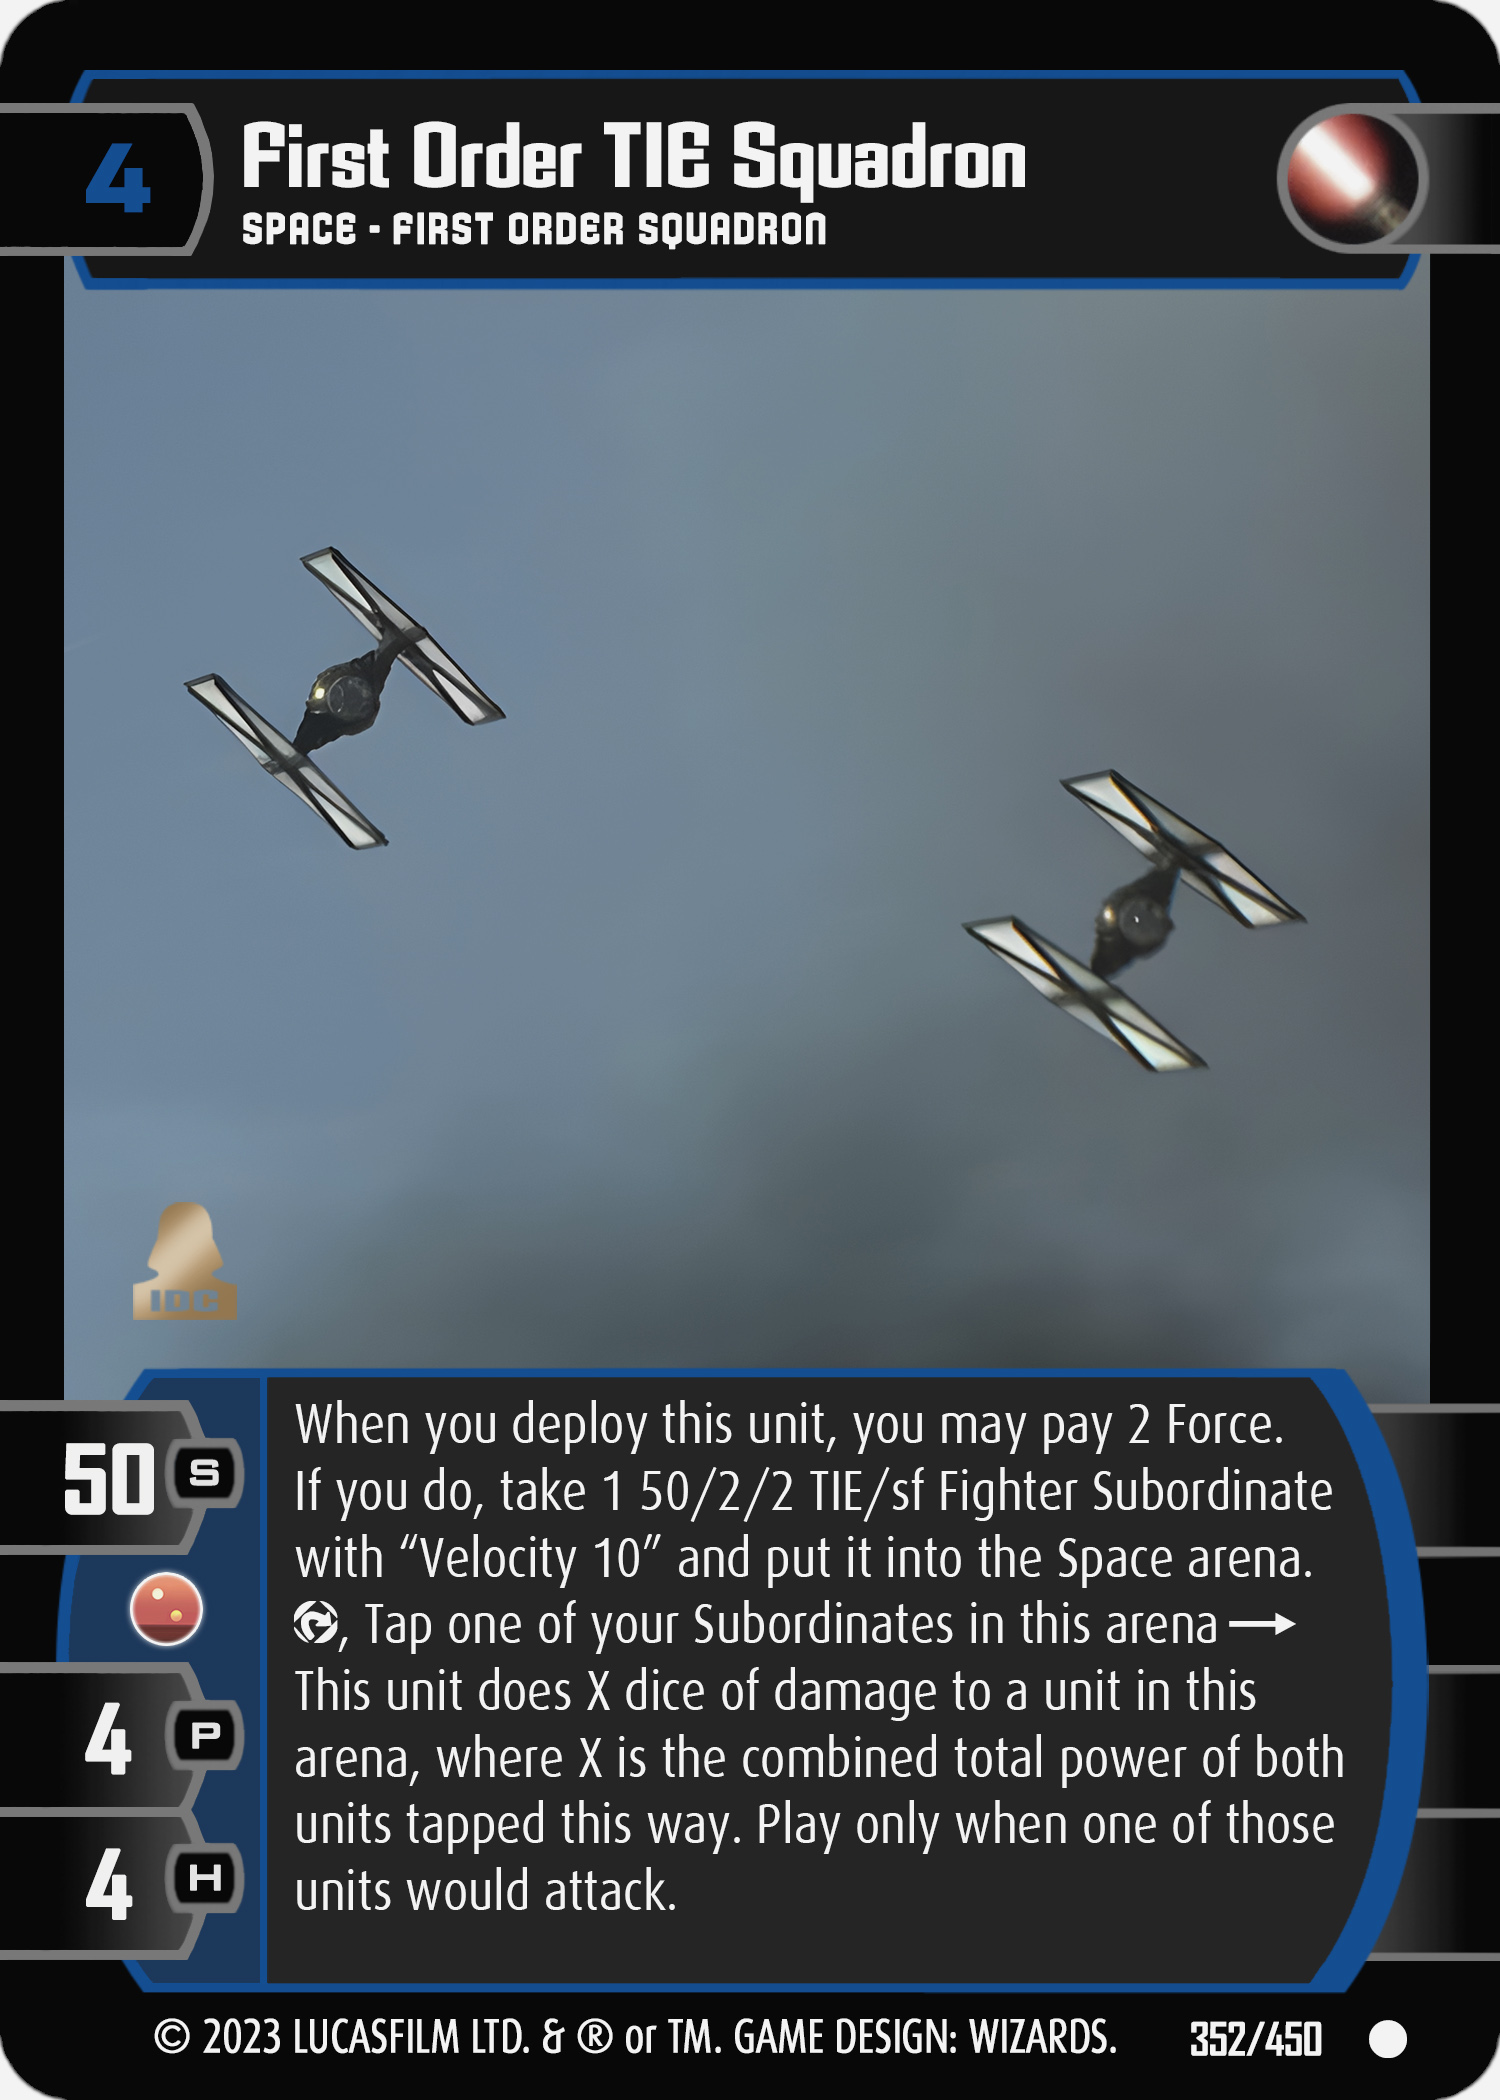 4
First Order TIE Squadron
SPACE - FIRST ORDER SQUADRON
IDC
50 S
4 P
4 H
When you deploy this unit, you may pay 2 Force.
If you do, take 1 50/2/2 TIE/sf Fighter Subordinate
with “Velocity 10” and put it into the Space arena.
, Tap one of your Subordinates in this arena →
This unit does X dice of damage to a unit in this
arena, where X is the combined total power of both
units tapped this way. Play only when one of those
units would attack.
© 2023 LUCASFILM LTD. & ® or TM. GAME DESIGN: WIZARDS. 352/450